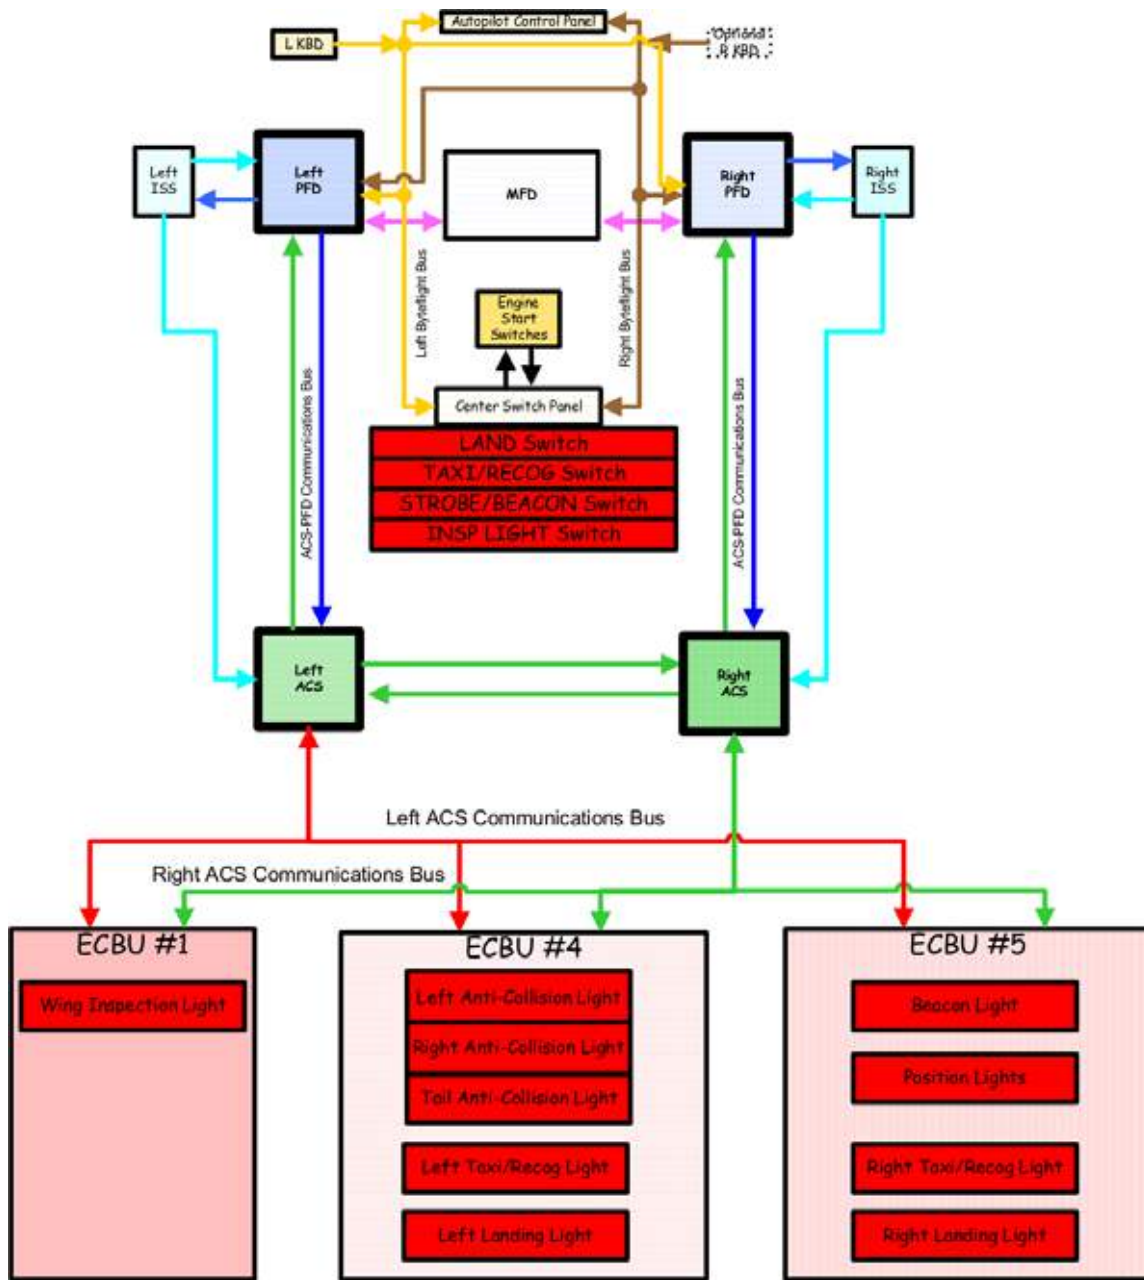 Autopilot Control Panel
L KBD
Optional
R KBD
Left
ISS
Left
PFD
MFD
Right
PFD
Right
ISS
Left Byteflight Bus
Right Byteflight Bus
Engine
Start
Switches
Center Switch Panel
LAND Switch
TAXI/RECOG Switch
STROBE/BEACON Switch
INSP LIGHT Switch
ACS-PFD Communications Bus
ACS-PFD Communications Bus
Left
ACS
Right
ACS
Left ACS Communications Bus
Right ACS Communications Bus
ECBU #1
Wing Inspection Light
ECBU #4
Left Anti-Collision Light
Right Anti-Collision Light
Tail Anti-Collision Light
Left Taxi/Recog Light
Left Landing Light
ECBU #5
Beacon Light
Position Lights
Right Taxi/Recog Light
Right Landing Light